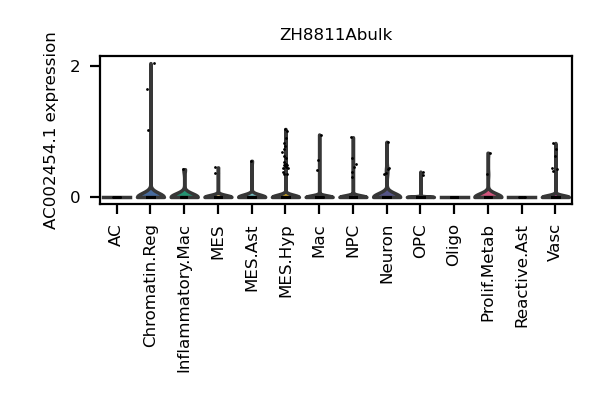 ZH8811Abulk
AC002454.1 expression
2
0
AC
Chromatin.Reg
Inflammatory.Mac
MES
MES.Ast
MES.Hyp
Mac
NPC
Neuron
OPC
Oligo
Prolif.Metab
Reactive.Ast
Vasc